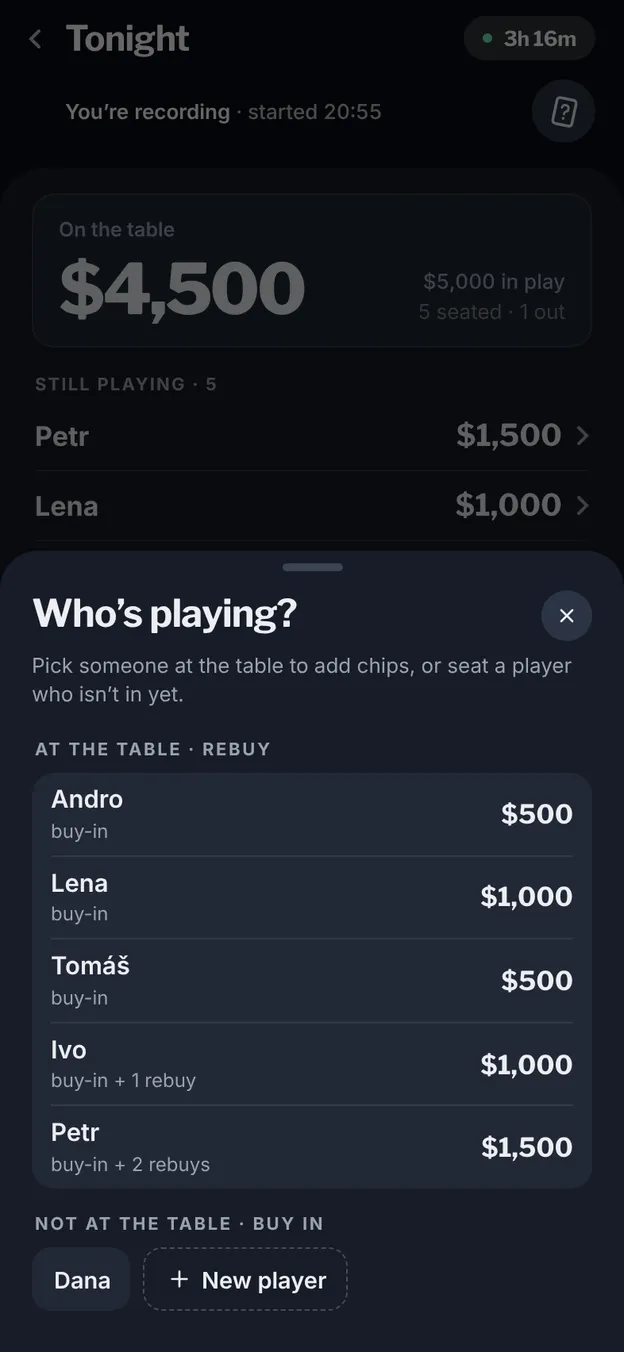 Tonight
3h 16m
You’re recording · started 20:55
?
On the table
$4,500
$5,000 in play
5 seated · 1 out
STILL PLAYING · 5
Petr
$1,500
Lena
$1,000
Who’s playing?
Pick someone at the table to add chips, or seat a player
who isn’t in yet.
AT THE TABLE · REBUY
Andro
$500
buy-in
Lena
$1,000
buy-in
Tomáš
$500
buy-in
Ivo
$1,000
buy-in + 1 rebuy
Petr
$1,500
buy-in + 2 rebuys
NOT AT THE TABLE · BUY IN
Dana
+ New player